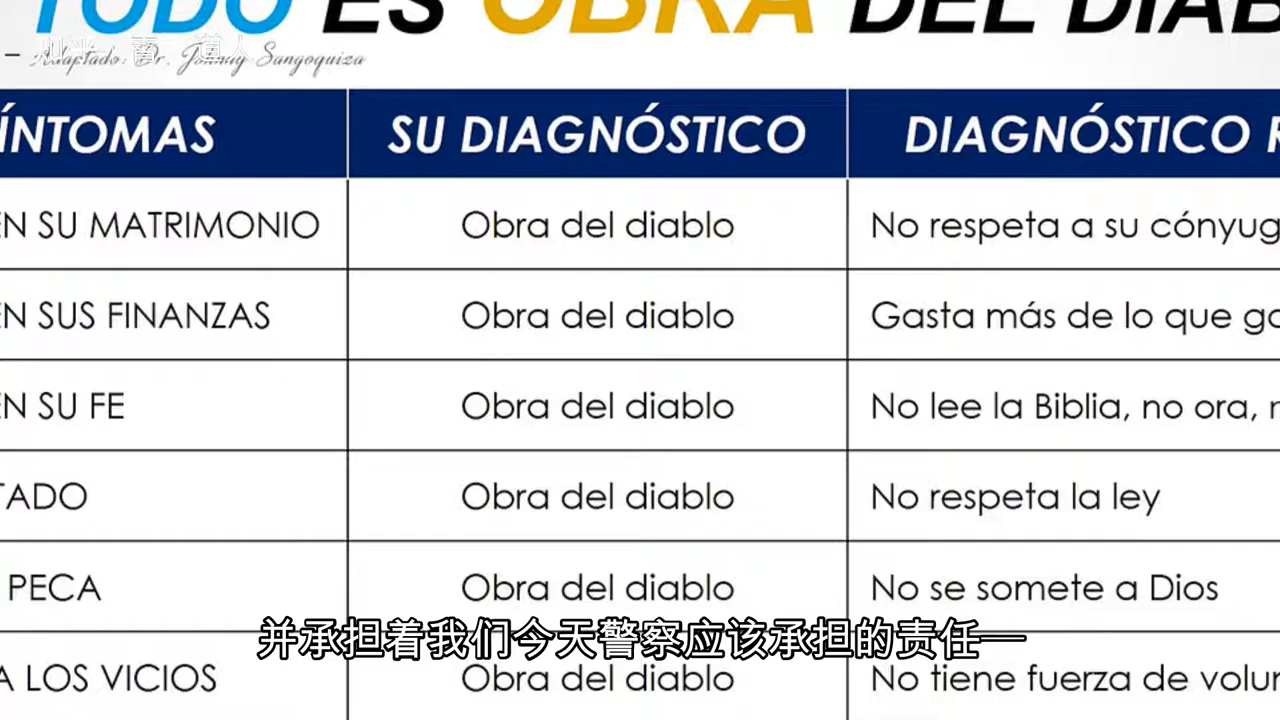 TODO ES OBRA DEL DIAB
– Adaptado: Dr. Johnny Sangoquiza
ÍNTOMAS SU DIAGNÓSTICO DIAGNÓSTICO R
EN SU MATRIMONIO Obra del diablo No respeta a su cónyug
EN SUS FINANZAS Obra del diablo Gasta más de lo que ga
EN SU FE Obra del diablo No lee la Biblia, no ora, n
TADO Obra del diablo No respeta la ley
PECA Obra del diablo No se somete a Dios
并承担着我们今天警察应该承担的责任—
A LOS VICIOS Obra del diablo No tiene fuerza de volun